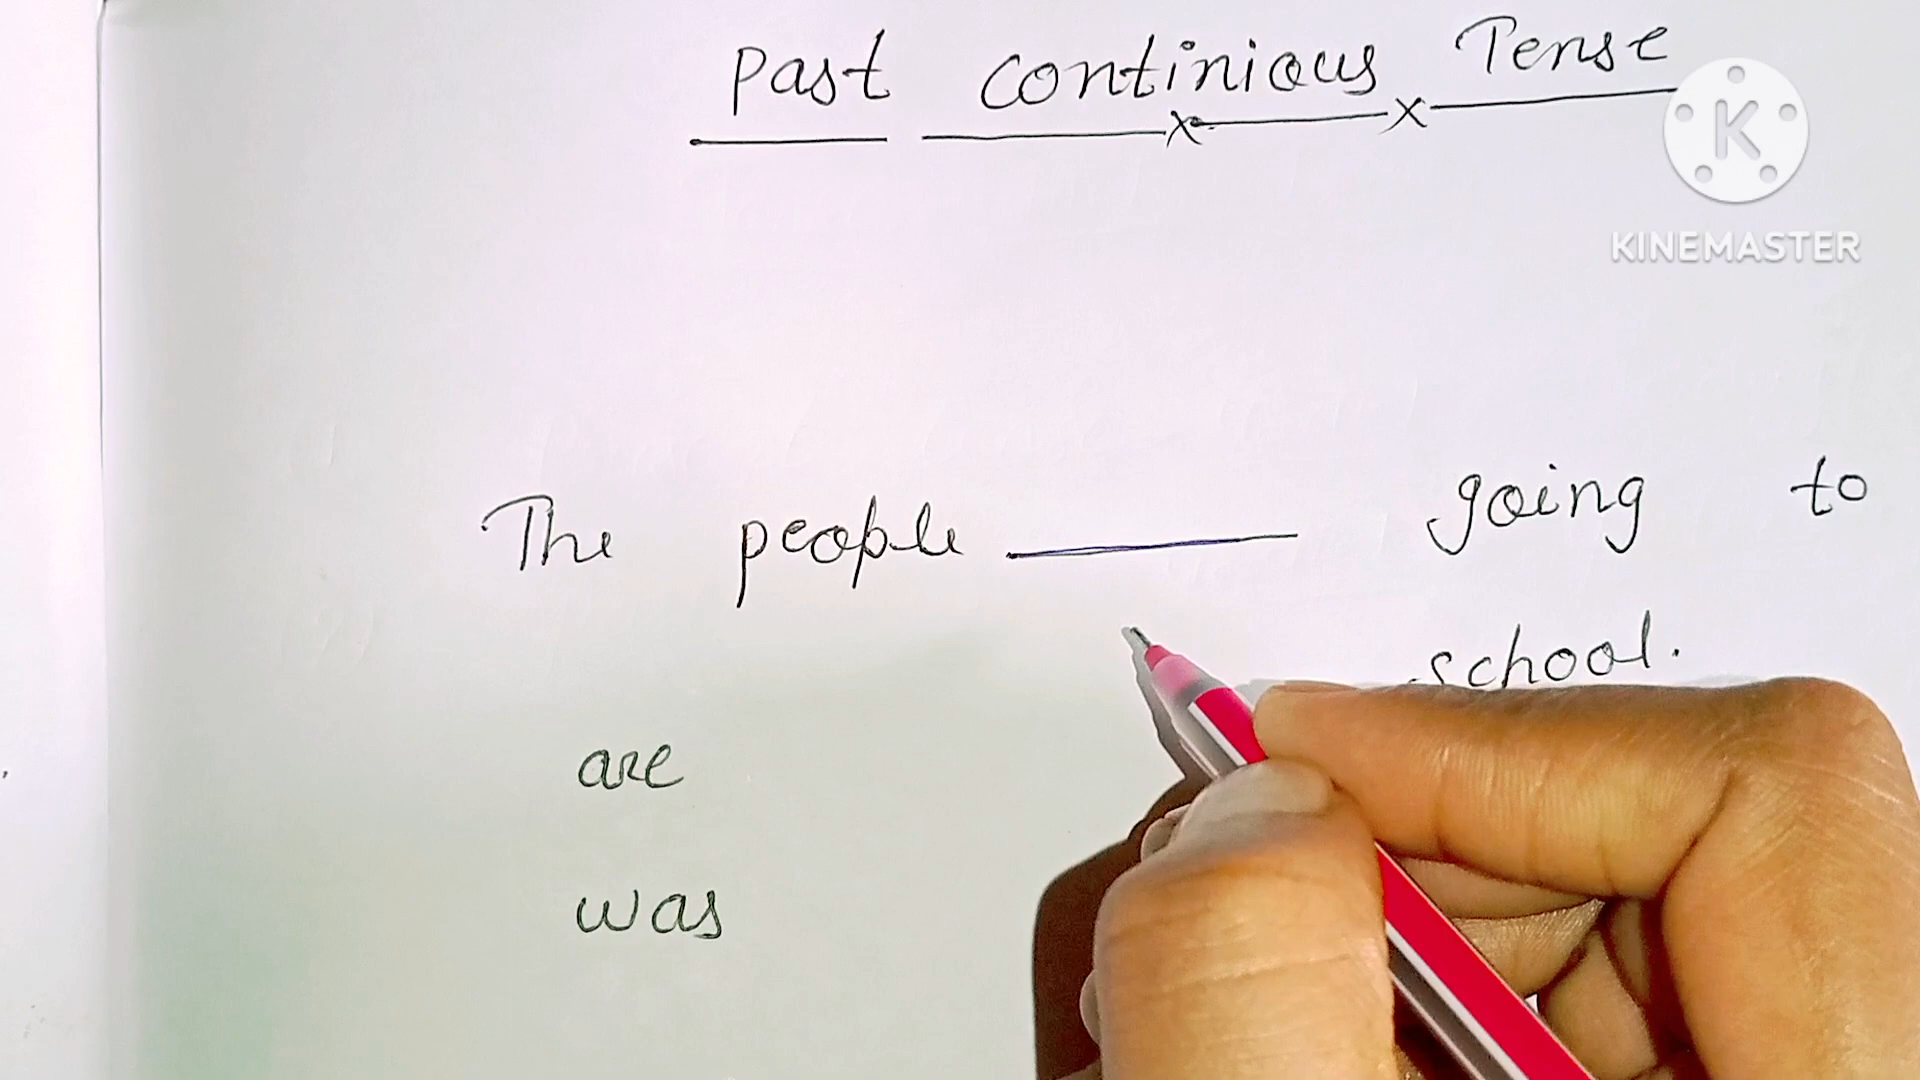 Past continious Tense
KINEMASTER
The people ______ going to
school.
are
was